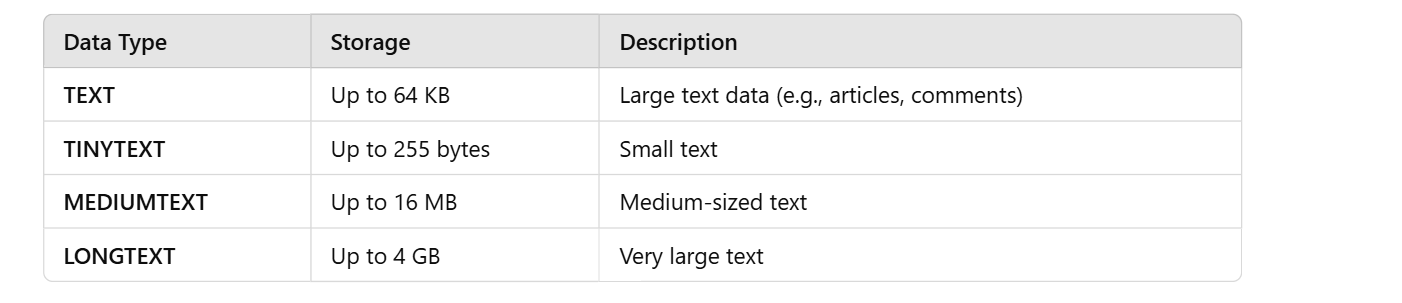 Data Type Storage Description
TEXT Up to 64 KB Large text data (e.g., articles, comments)
TINYTEXT Up to 255 bytes Small text
MEDIUMTEXT Up to 16 MB Medium-sized text
LONGTEXT Up to 4 GB Very large text